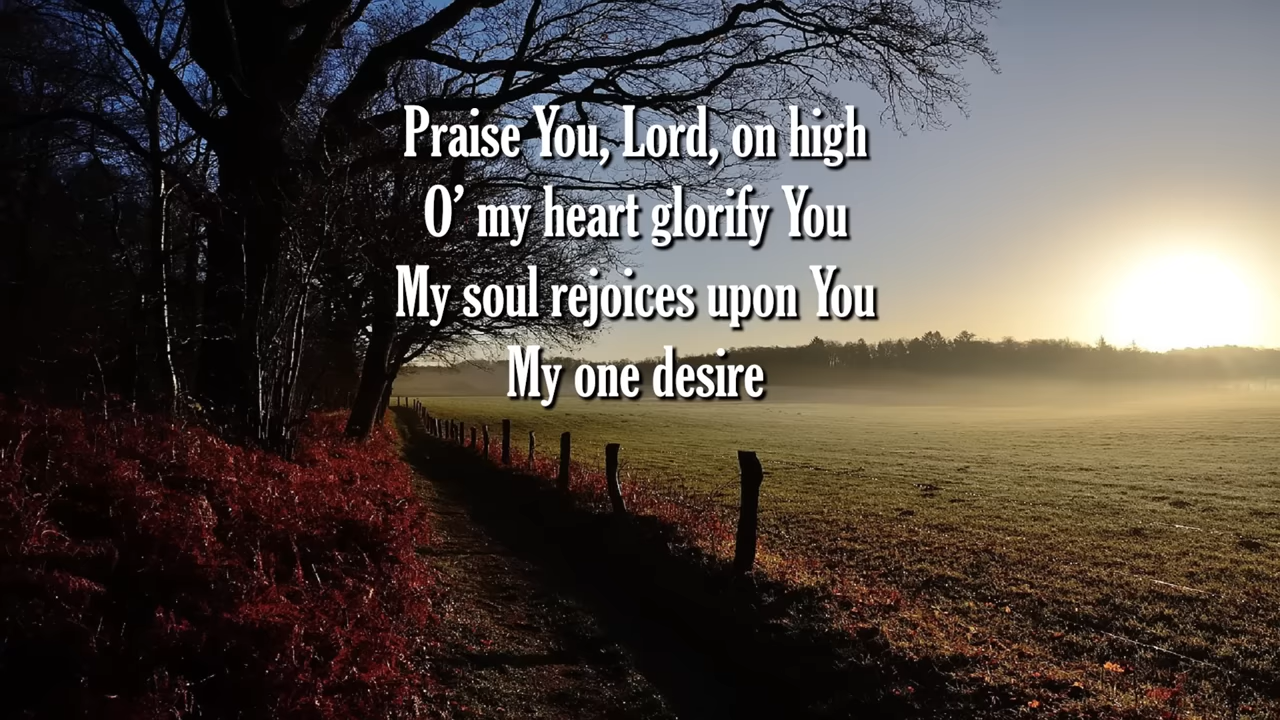 Praise You, Lord, on high
O’ my heart glorify You
My soul rejoices upon You
My one desire